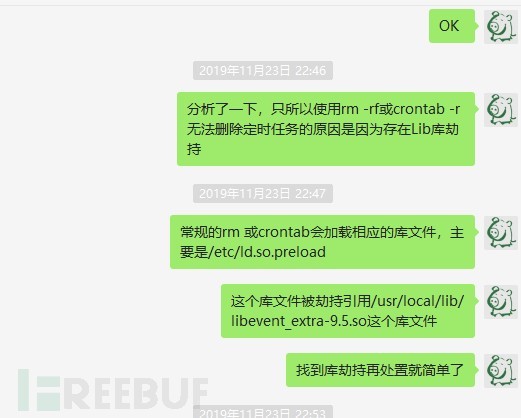 OK
2019年11月23日 22:46
分析了一下，只所以使用rm -rf或crontab -r
无法删除定时任务的原因是因为存在Lib库劫
持
2019年11月23日 22:47
常规的rm 或crontab会加载相应的库文件，主
要是/etc/ld.so.preload
这个库文件被劫持引用/usr/local/lib/
libevent_extra-9.5.so这个库文件
找到库劫持再处置就简单了
FREEBUF
2019年11月23日 22:53